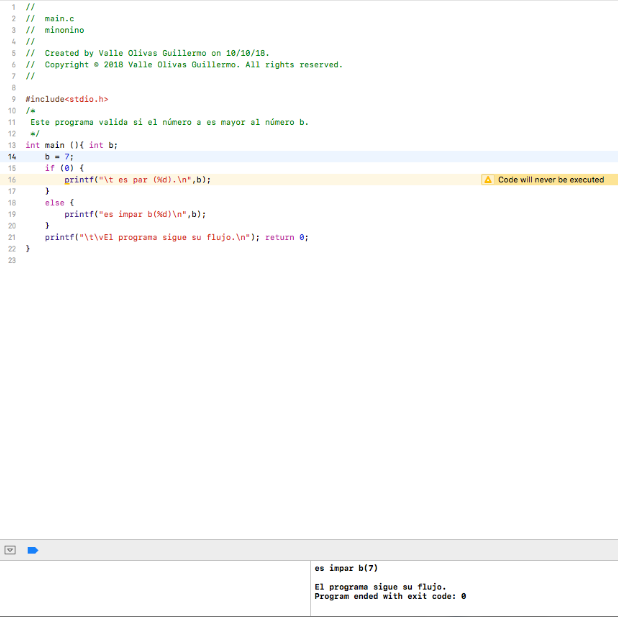 1 //
2 //  main.c
3 //  minonino
4 //
5 //  Created by Valle Olivas Guillermo on 10/10/18.
6 //  Copyright © 2018 Valle Olivas Guillermo. All rights reserved.
7 //
8
9 #include<stdio.h>
10 /*
11  Este programa valida si el número a es mayor al número b.
12  */
13 int main (){ int b;
14     b = 7;
15     if (0) {
16         printf("\t es par (%d).\n",b); Code will never be executed
17     }
18     else {
19         printf("es impar b(%d)\n",b);
20     }
21     printf("\t\vEl programa sigue su flujo.\n"); return 0;
22 }
23
es impar b(7)
El programa sigue su flujo.
Program ended with exit code: 0